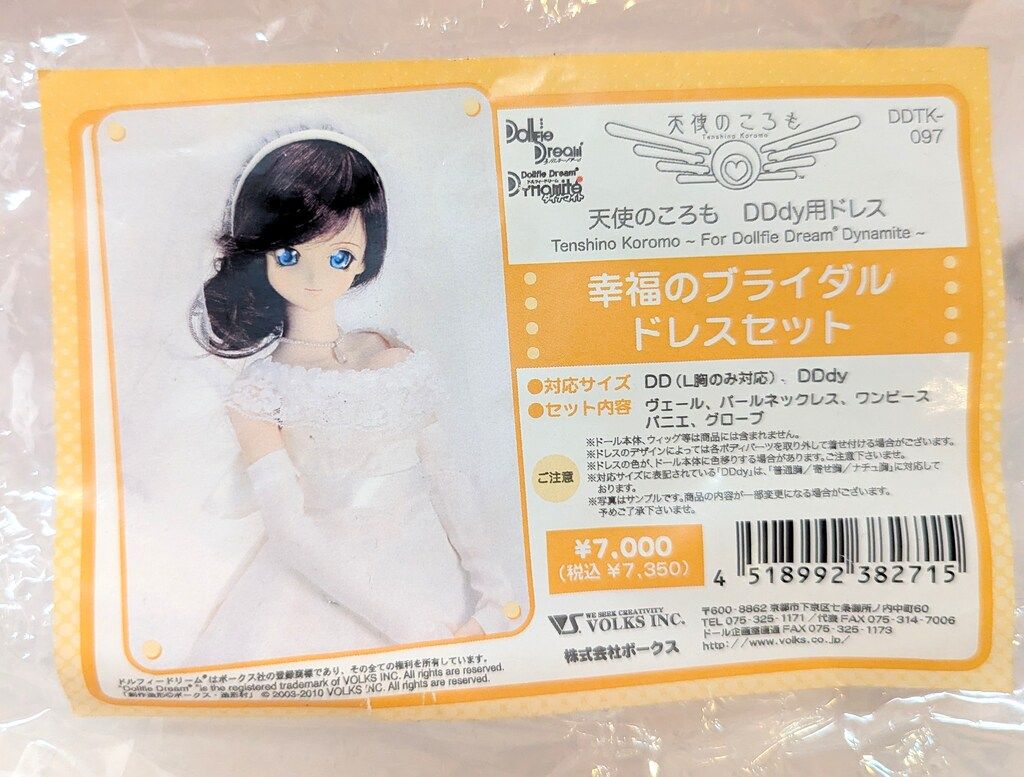 Dollfie
Dream®
Dollfie Dream®
ドルフィードリーム®
Dynamite
ダイナマイト
天使のころも
Tenshino Koromo
DDTK-
097
天使のころも DDdy用ドレス
Tenshino Koromo ~ For Dollfie Dream® Dynamite ~
幸福のブライダル
ドレスセット
●対応サイズ DD(L胸のみ対応)、DDdy
●セット内容 ヴェール、パールネックレス、ワンピース
パニエ、グローブ
ご注意
※ドール本体、ウィッグ等は商品には含まれません。
※ドレスのデザインによっては各ボディパーツを取り外して着せ付ける場合がございます。
※ドレスの色が、ドール本体に色移りする場合があります。ご注意下さいませ。
※対応サイズに表記されている「DDdy」は、「普通胸/寄せ胸/ナチュ胸」に対応して
おります。
※写真はサンプルです。商品の内容が一部変更になる場合がございます。
予めご了承下さいませ。
¥7,000
(税込 ¥7,350)
4 518992 382715
WE SEEK CREATIVITY
VS. VOLKS INC.
株式会社ボークス
〒600-8862 京都市下京区七条御所ノ内中町60
TEL 075-325-1171 /代表 FAX 075-314-7006
ドール企画室直通 FAX 075-325-1173
http://www.volks.co.jp/
ドルフィードリーム®はボークス社の登録商標であり、その全ての権利を所有しています。
"Dollfie Dream" is the registered trademark of VOLKS INC. All rights are reserved.
「創作造形©ボークス・造形村」 © 2003-2010 VOLKS INC. All rights are reserved.